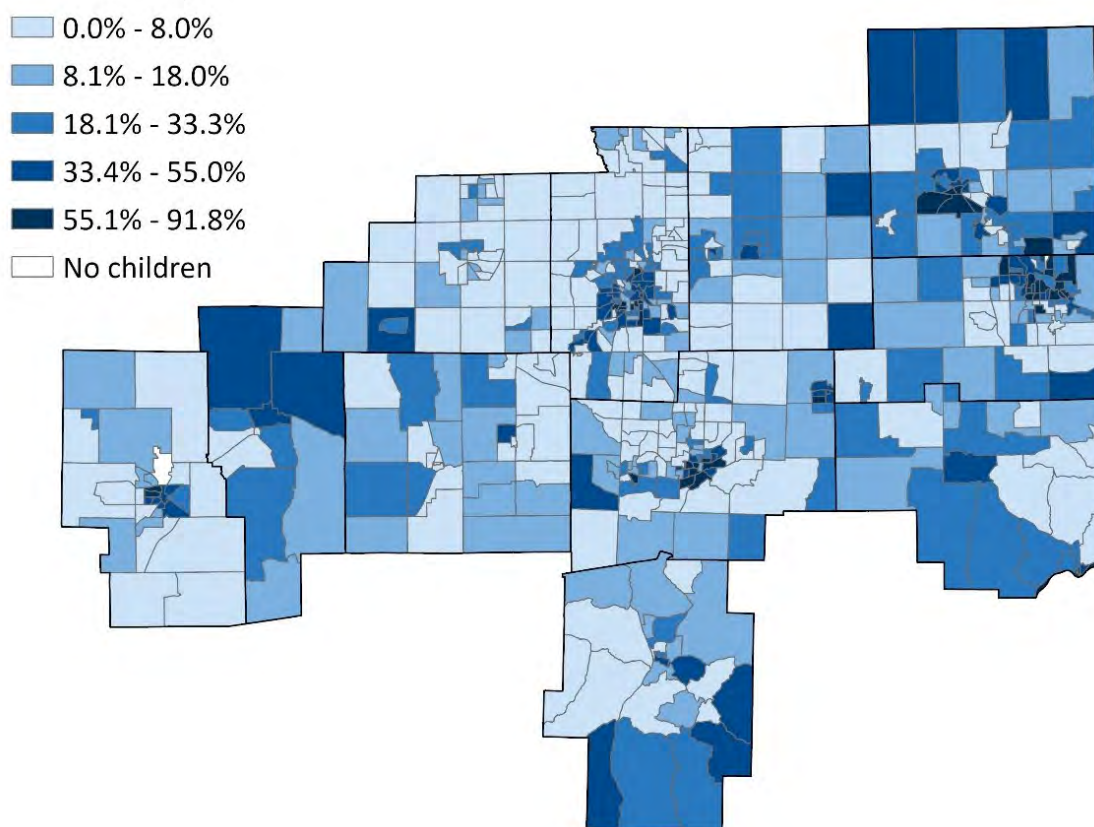 0.0% - 8.0%
8.1% - 18.0%
18.1% - 33.3%
33.4% - 55.0%
55.1% - 91.8%
No children